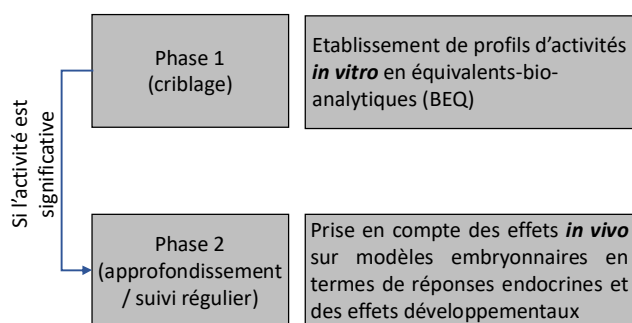 Phase 1
(criblage)
Etablissement de profils d'activités
in vitro en équivalents-bio-
analytiques (BEQ)
Si l'activité est
significative
Phase 2
(approfondissement
/ suivi régulier)
Prise en compte des effets in vivo
sur modèles embryonnaires en
termes de réponses endocrines et
des effets développementaux